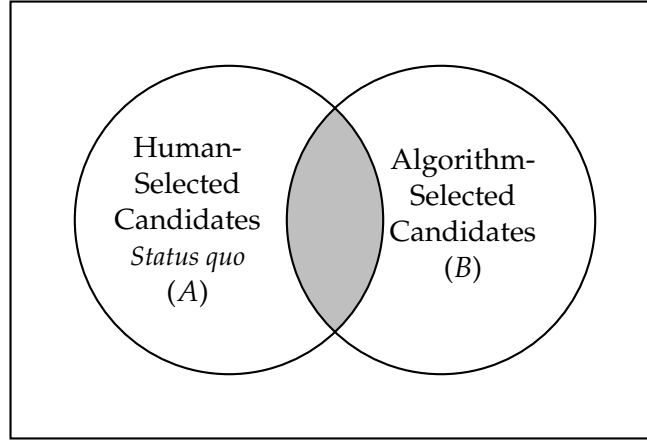 Human-
Selected
Candidates
Status quo
(A)
Algorithm-
Selected
Candidates
(B)